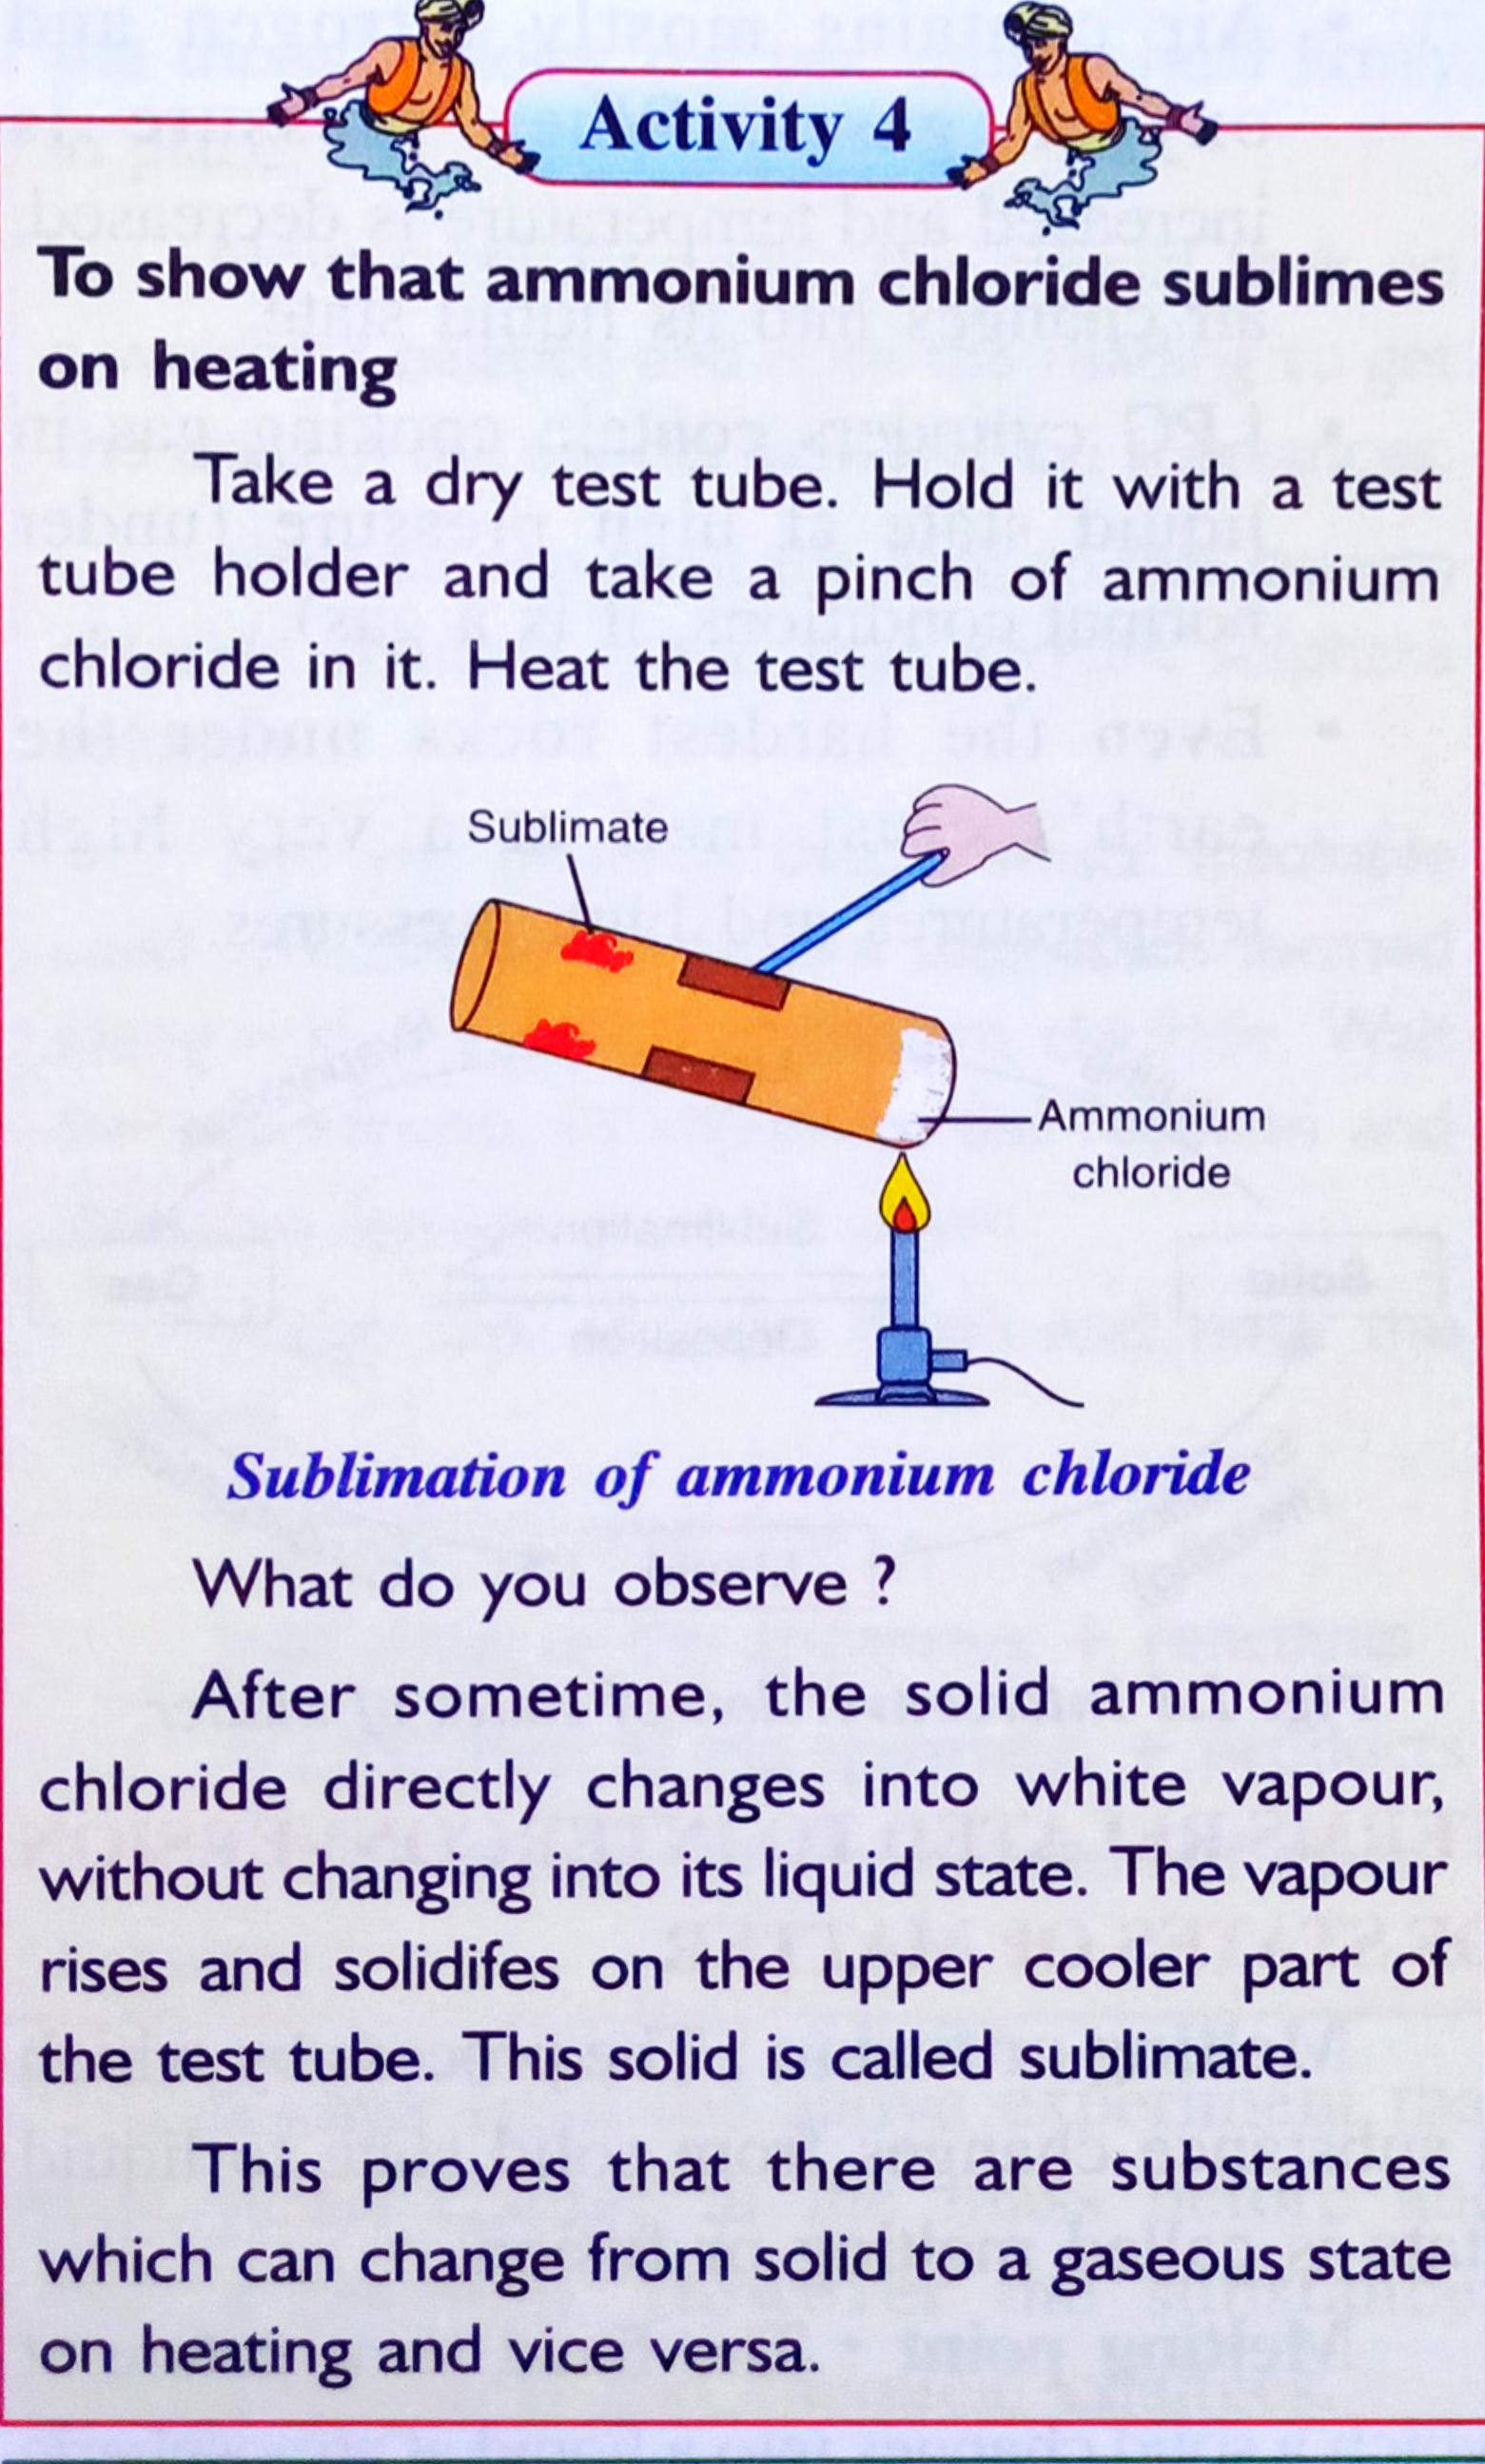 Activity 4
To show that ammonium chloride sublimes
on heating
Take a dry test tube. Hold it with a test
tube holder and take a pinch of ammonium
chloride in it. Heat the test tube.
Sublimate
Ammonium
chloride
Sublimation of ammonium chloride
What do you observe ?
After sometime, the solid ammonium
chloride directly changes into white vapour,
without changing into its liquid state. The vapour
rises and solidifes on the upper cooler part of
the test tube. This solid is called sublimate.
This proves that there are substances
which can change from solid to a gaseous state
on heating and vice versa.